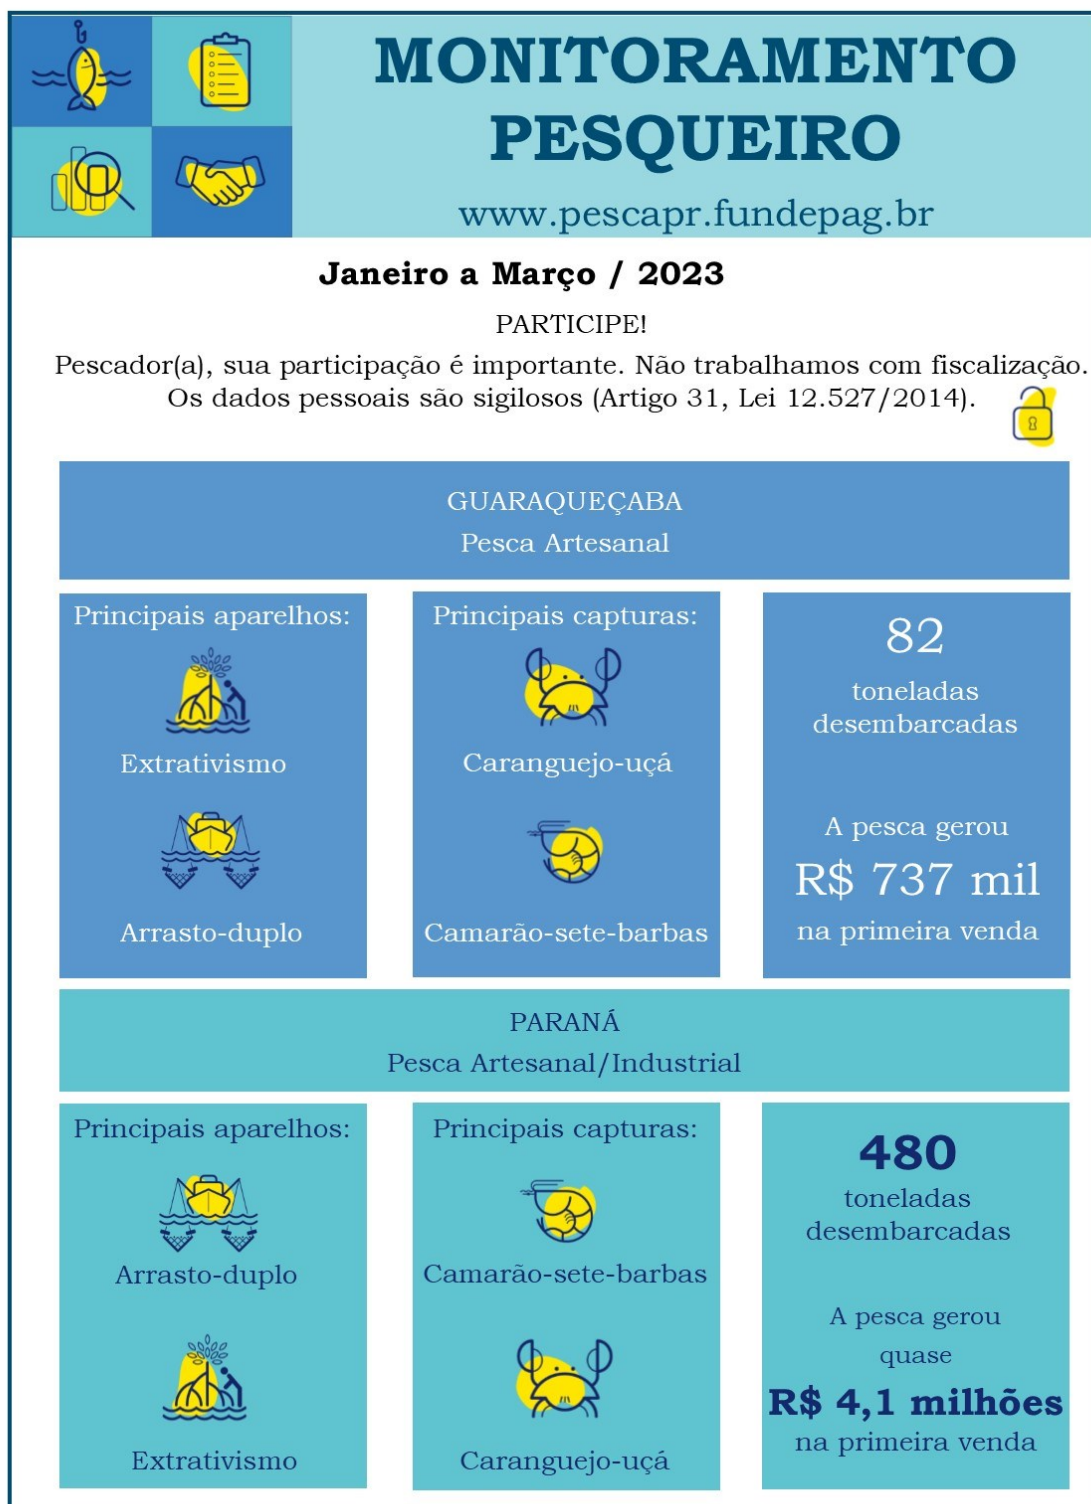 MONITORAMENTO
PESQUEIRO
www.pescapr.fundepag.br
Janeiro a Março / 2023
PARTICIPE!
Pescador(a), sua participação é importante. Não trabalhamos com fiscalização.
Os dados pessoais são sigilosos (Artigo 31, Lei 12.527/2014).
GUARAQUEÇABA
Pesca Artesanal
Principais aparelhos:
Extrativismo
Arrasto-duplo
Principais capturas:
Caranguejo-uçá
Camarão-sete-barbas
82
toneladas
desembarcadas
A pesca gerou
R$ 737 mil
na primeira venda
PARANÁ
Pesca Artesanal/Industrial
Principais aparelhos:
Arrasto-duplo
Extrativismo
Principais capturas:
Camarão-sete-barbas
Caranguejo-uçá
480
toneladas
desembarcadas
A pesca gerou
quase
R$ 4,1 milhões
na primeira venda